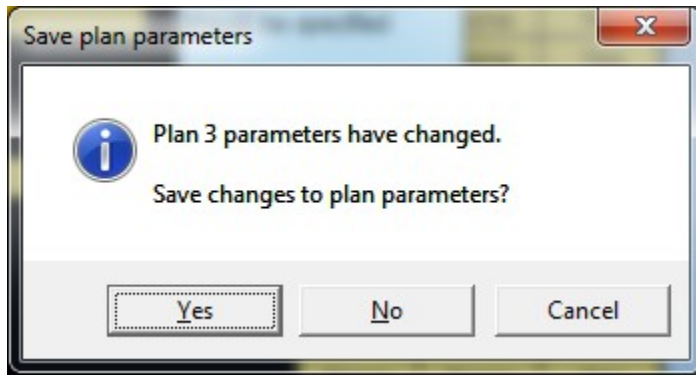 Save plan parameters
Plan 3 parameters have changed.
Save changes to plan parameters?
Yes No Cancel